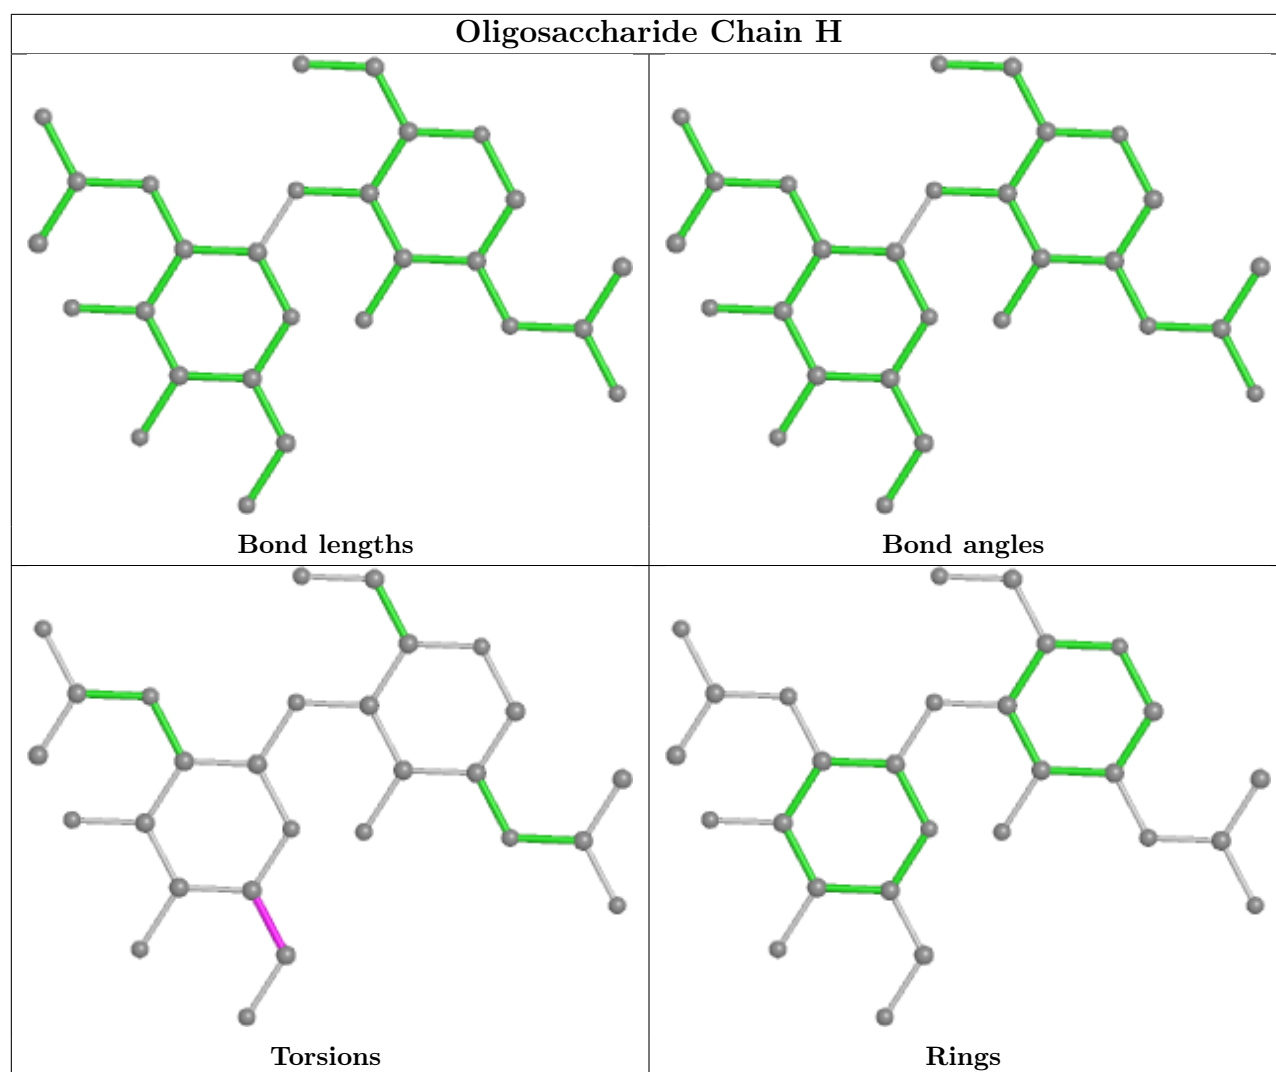 Oligosaccharide Chain H
Bond lengths
Bond angles
Torsions
Rings